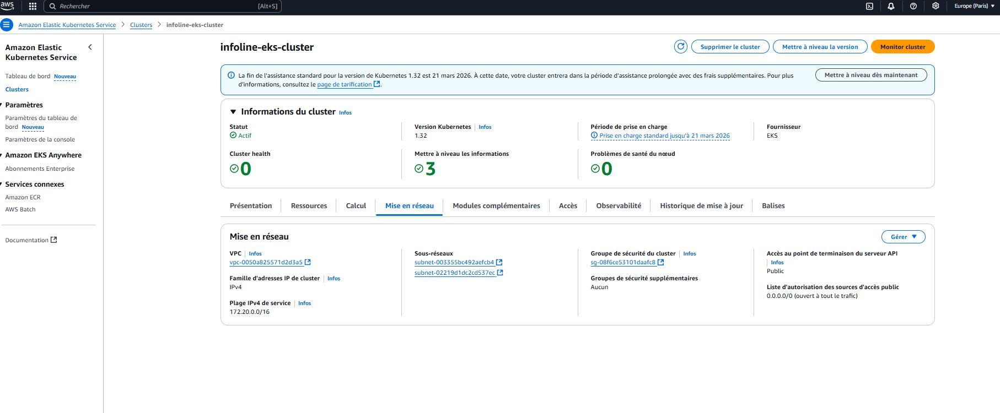 aws
Rechercher
[Alt+S]
Europe (Paris)
Amazon Elastic Kubernetes Service
Clusters
infoline-eks-cluster
Amazon Elastic
Kubernetes Service
Tableau de bord Nouveau
Clusters
Paramètres
Paramètres du tableau de
bord Nouveau
Paramètres de la console
Amazon EKS Anywhere
Abonnements Enterprise
Services connexes
Amazon ECR
AWS Batch
Documentation
infoline-eks-cluster
Supprimer le cluster
Mettre à niveau la version
Monitor cluster
La fin de l'assistance standard pour la version de Kubernetes 1.32 est 21 mars 2026. À cette date, votre cluster entrera dans la période d'assistance prolongée avec des frais supplémentaires. Pour plus
d'informations, consultez le page de tarification.
Mettre à niveau dès maintenant
Informations du cluster Infos
Statut
Actif
Version Kubernetes Infos
1.32
Période de prise en charge
Prise en charge standard jusqu'à 21 mars 2026
Fournisseur
EKS
Cluster health
0
Mettre à niveau les informations
3
Problèmes de santé du nœud
0
Présentation
Ressources
Calcul
Mise en réseau
Modules complémentaires
Accès
Observabilité
Historique de mise à jour
Balises
Mise en réseau
Gérer
VPC Infos
vpc-0050a825571d2d3a5
Famille d'adresses IP de cluster Infos
IPv4
Plage IPv4 de service Infos
172.20.0.0/16
Sous-réseaux
subnet-003355bc492aefcb4
subnet-02219d1dc2cd537ec
Groupe de sécurité du cluster Infos
sg-08f6ce53101daafc8
Groupes de sécurité supplémentaires
Aucun
Accès au point de terminaison du serveur API
Infos
Public
Liste d'autorisation des sources d'accès public
0.0.0.0/0 (ouvert à tout le trafic)